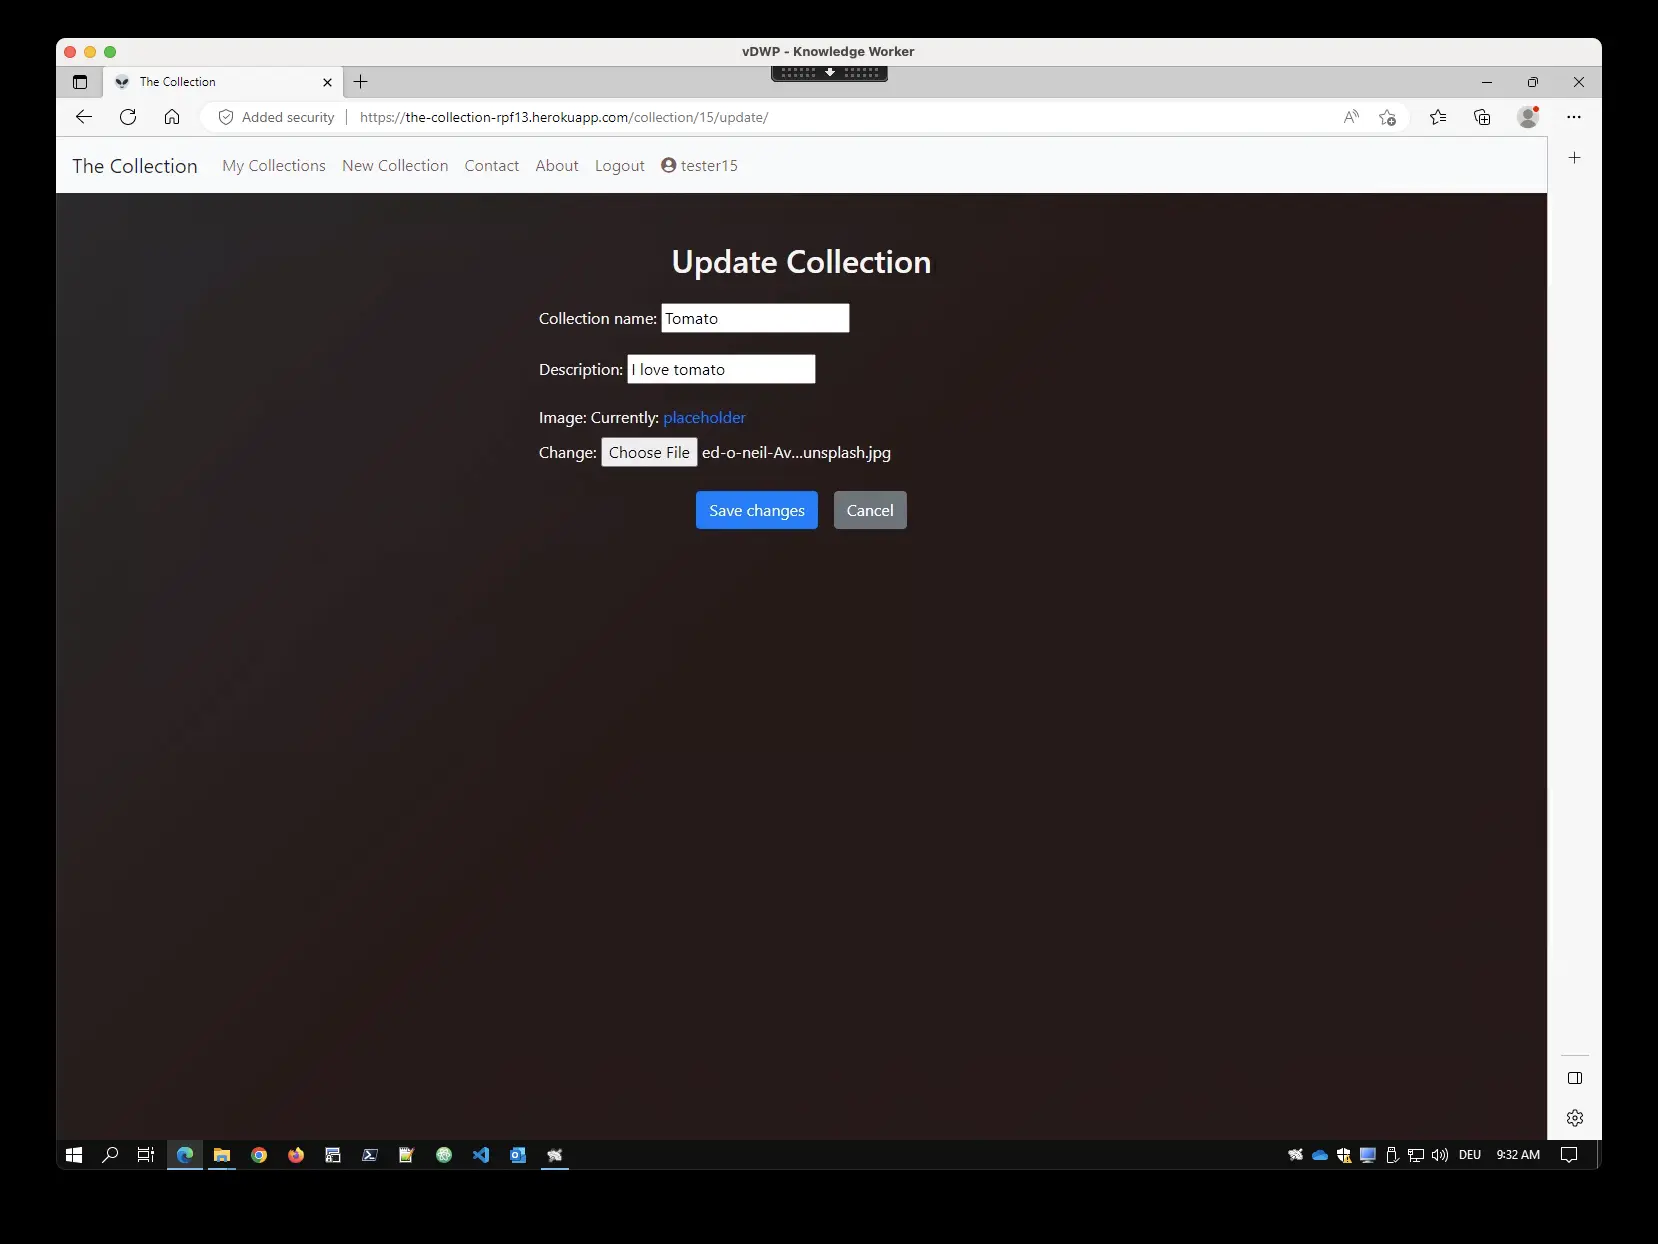 vDWP - Knowledge Worker
The Collection
Added security | https://the-collection-rpf13.herokuapp.com/collection/15/update/
The Collection My Collections New Collection Contact About Logout tester15
Update Collection
Collection name: Tomato
Description: I love tomato
Image: Currently: placeholder
Change: Choose File ed-o-neil-Av...unsplash.jpg
Save changes Cancel
DEU 9:32 AM